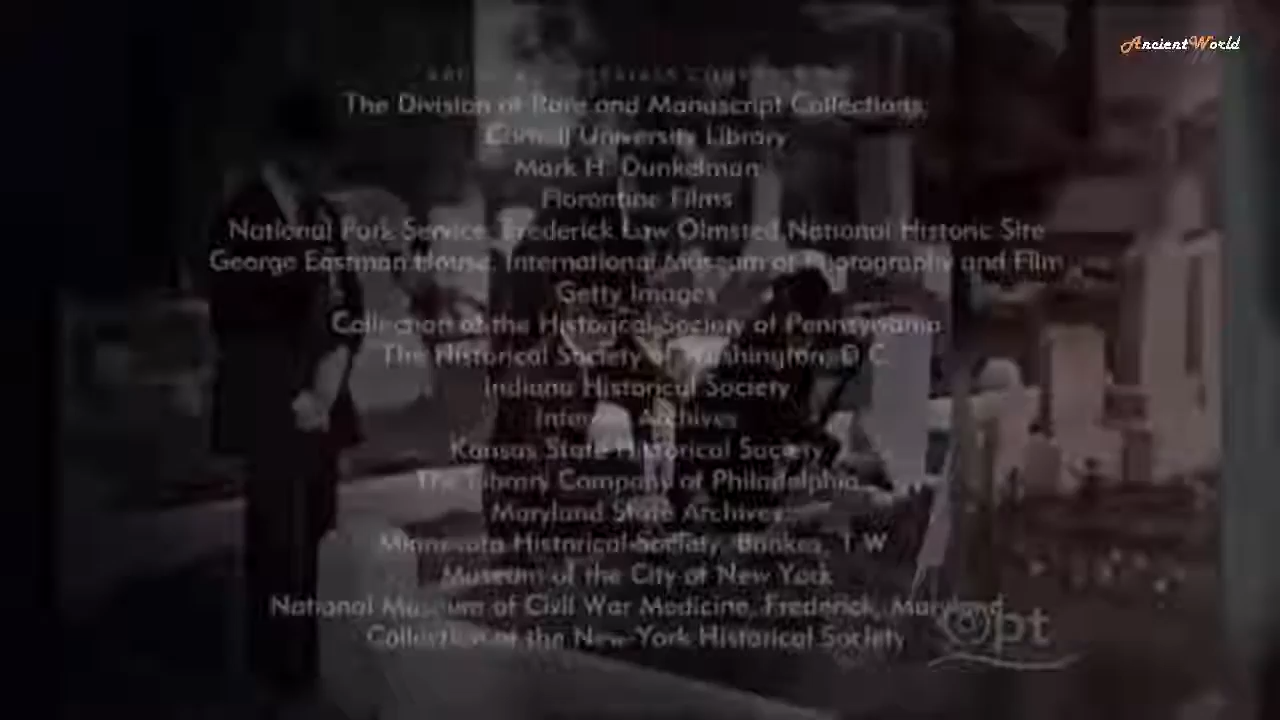 AncientWorld
The Division of Rare and Manuscript Collections,
Cornell University Library
Mark H. Dunkelman
Florentine Films
National Park Service, Frederick Law Olmsted National Historic Site
George Eastman House, International Museum of Photography and Film
Getty Images
Collection of the Historical Society of Pennsylvania
The Historical Society of Washington, D.C.
Indiana Historical Society
Archives
Kansas State Historical Society
The Library Company of Philadelphia
Maryland State Archives
Minnesota Historical Society, T W
Museum of the City of New York
National Museum of Civil War Medicine, Frederick, Maryland
Collection of the New-York Historical Society
opt